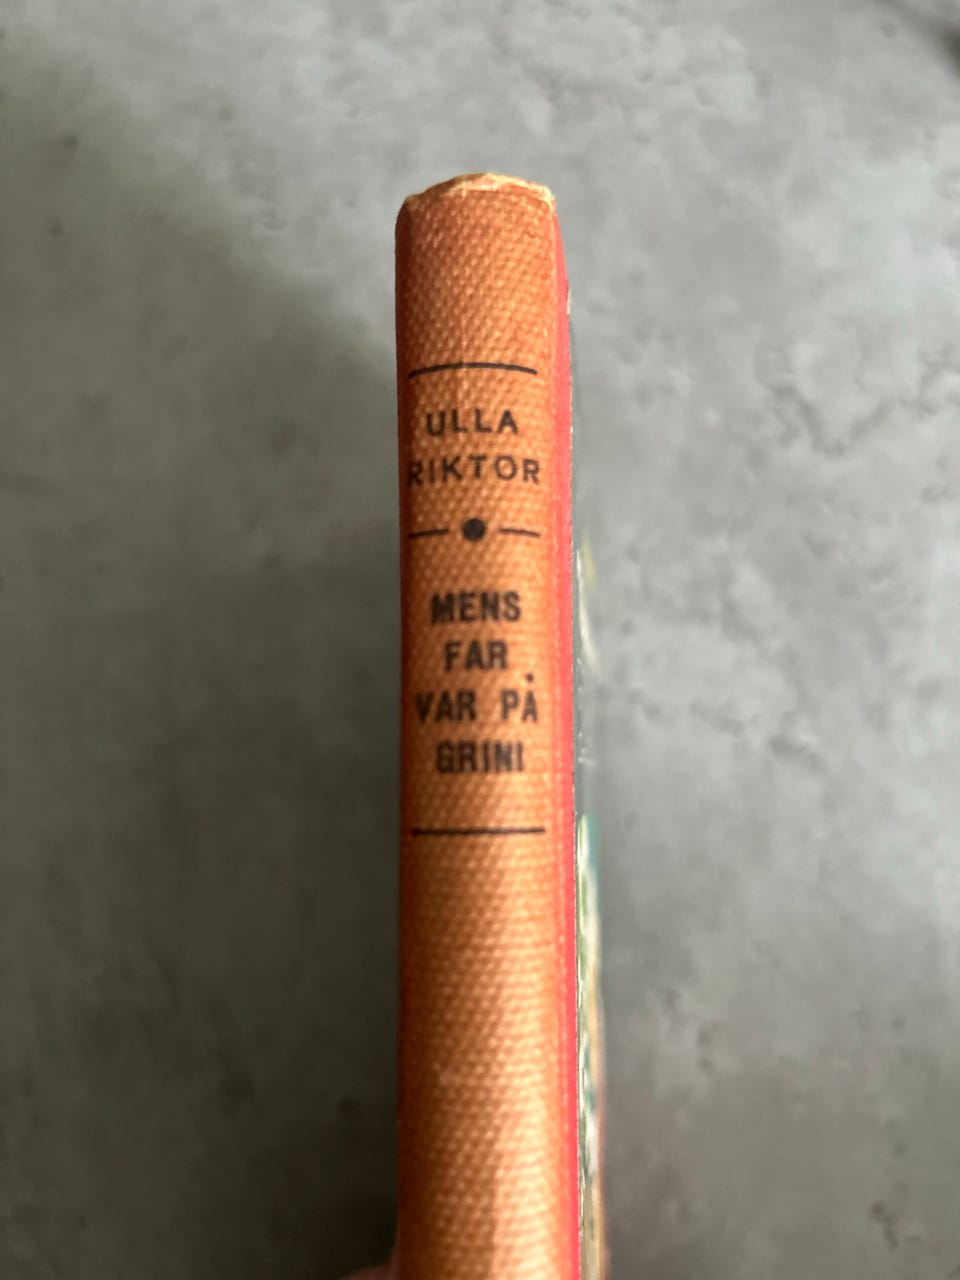 ULLA
RIKTOR
MENS
FAR
VAR PÅ
GRINI